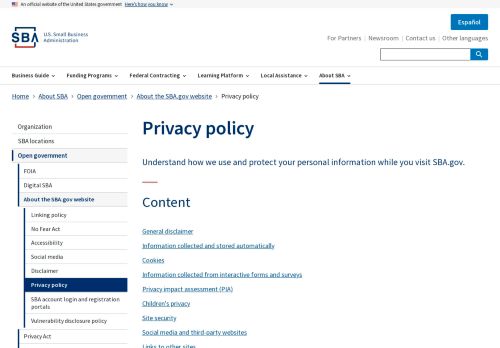 An official website of the United States government Here's how you know
SBA U.S. Small Business
Administration
Español
For Partners Newsroom Contact us Other languages
Business Guide Funding Programs Federal Contracting Learning Platform Local Assistance About SBA
Home About SBA Open government About the SBA.gov website Privacy policy
Organization
SBA locations
Open government
FOIA
Digital SBA
About the SBA.gov website
Linking policy
No Fear Act
Accessibility
Social media
Disclaimer
Privacy policy
SBA account login and registration
portals
Vulnerability disclosure policy
Privacy Act
Privacy policy
Understand how we use and protect your personal information while you visit SBA.gov.
Content
General disclaimer
Information collected and stored automatically
Cookies
Information collected from interactive forms and surveys
Privacy impact assessment (PIA)
Children's privacy
Site security
Social media and third-party websites
Links to other sites